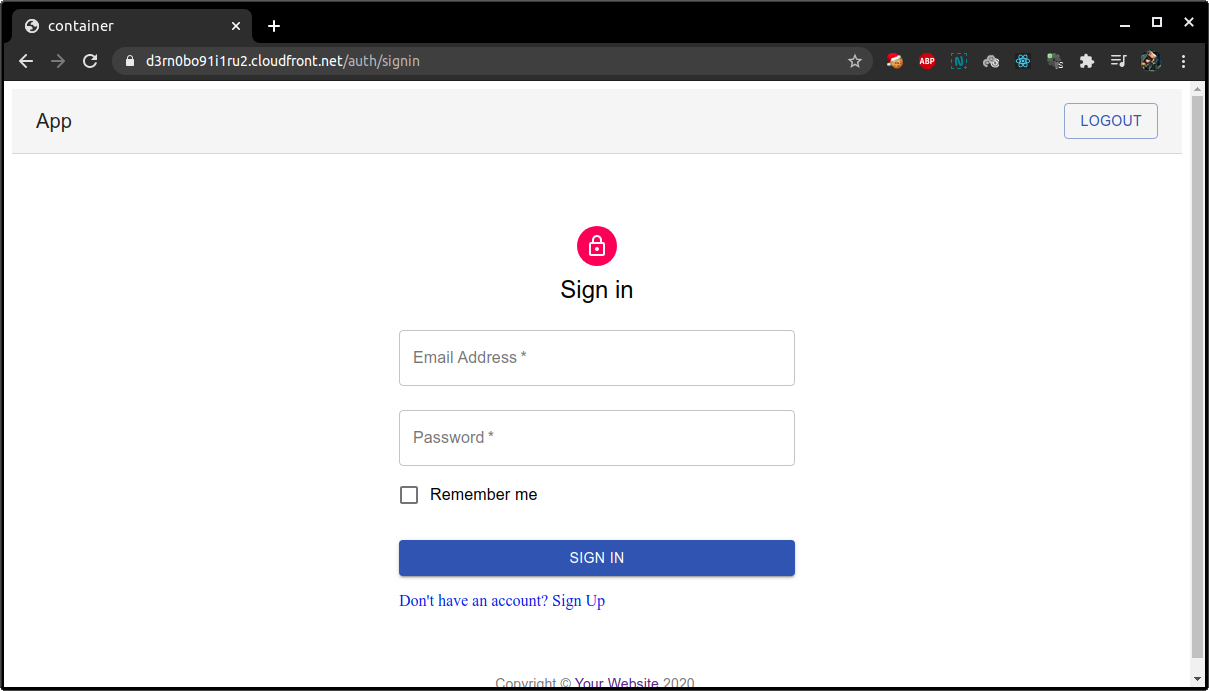 container
d3rn0bo91i1ru2.cloudfront.net/auth/signin
ABP
N
App
LOGOUT
Sign in
Email Address *
Password *
Remember me
SIGN IN
Don't have an account? Sign Up
Copyright © Your Website 2020